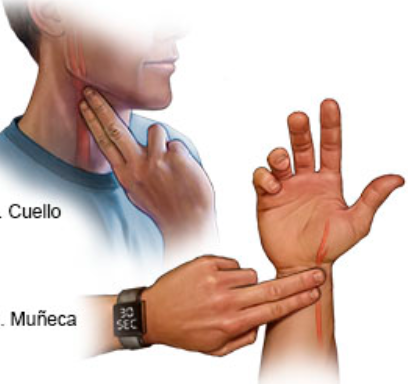 . Cuello
. Muñeca
30
SEC